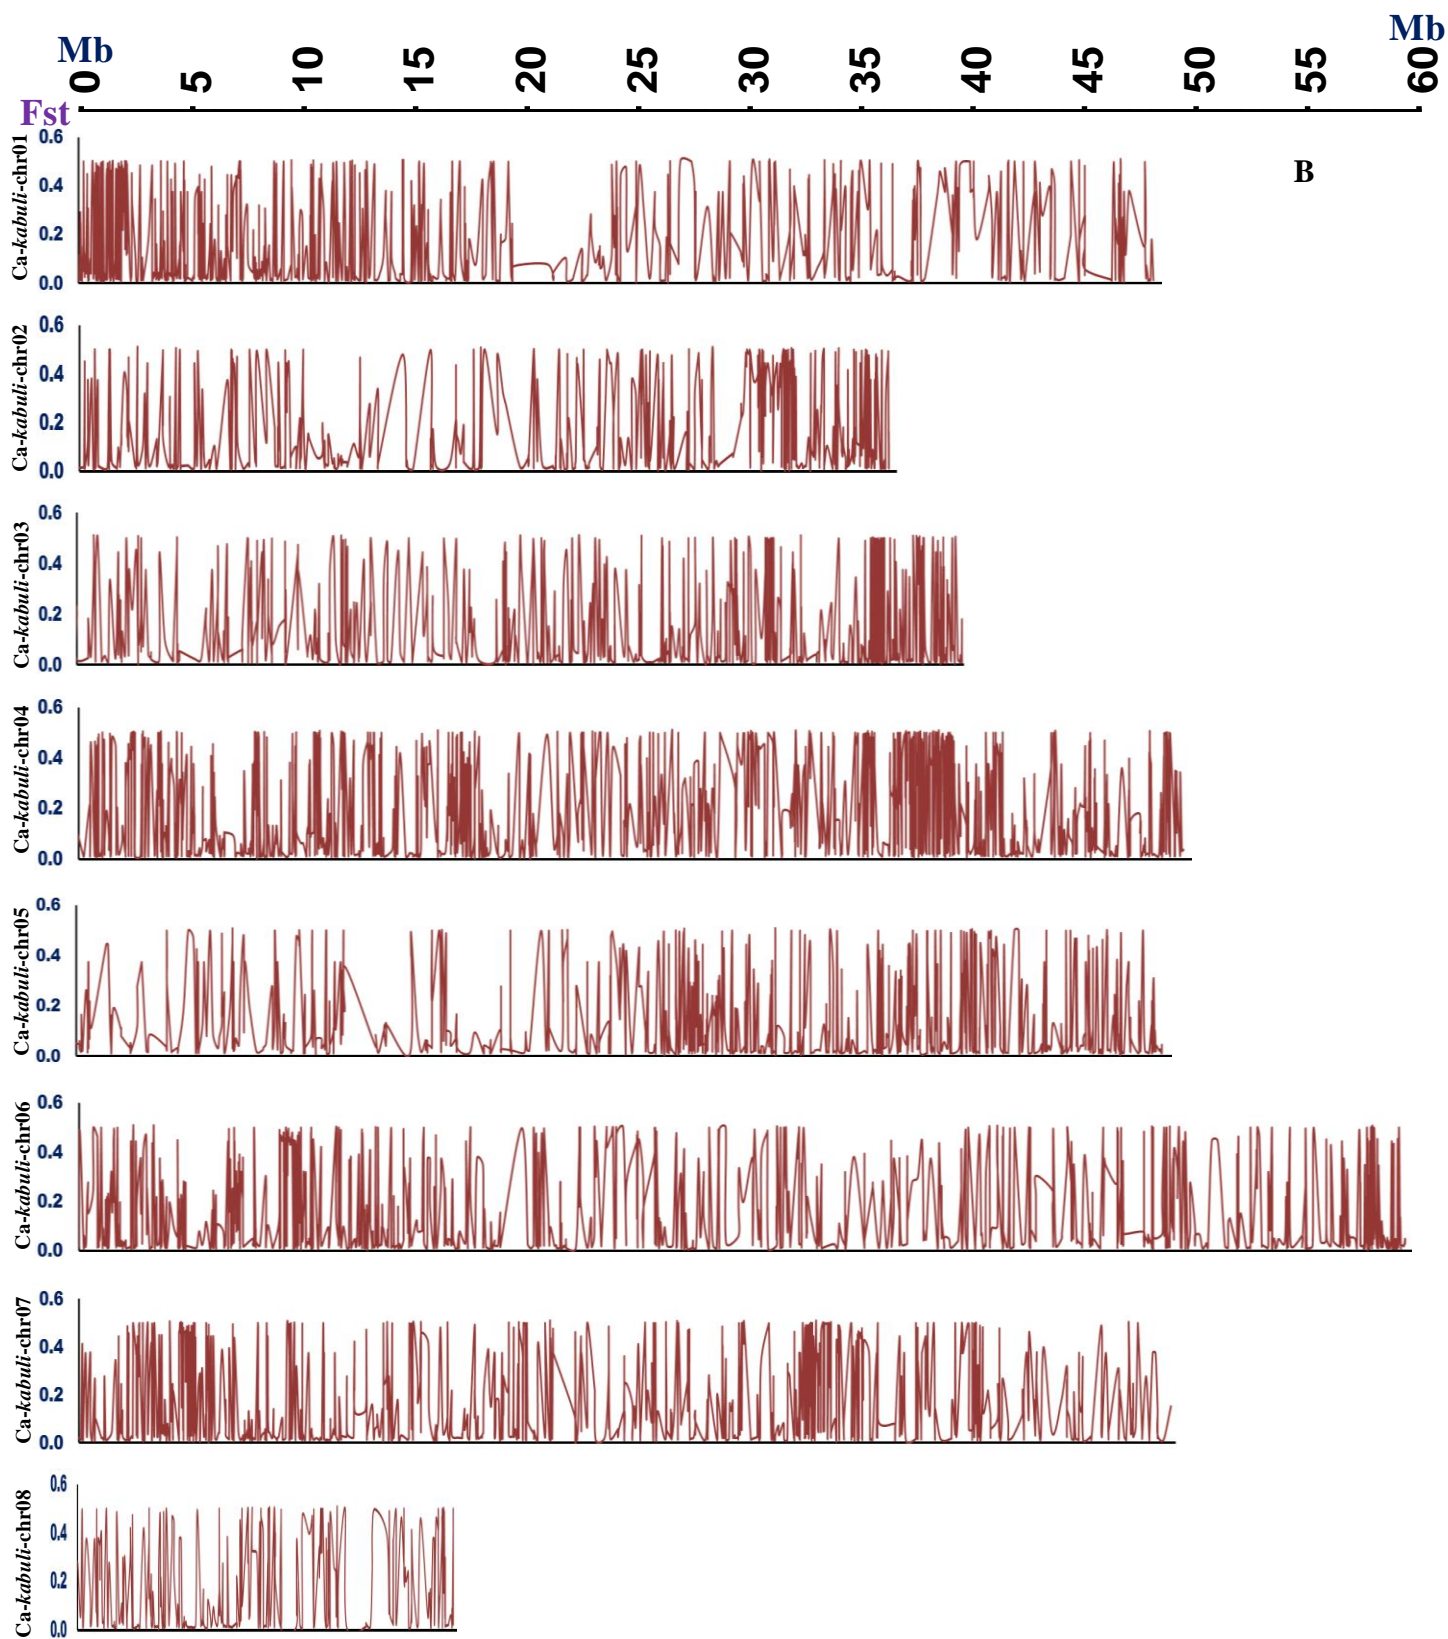 Mb Mb
0 5 10 15 20 25 30 35 40 45 50 55 60
Fst
Ca-kabuli-chr01
0.6
0.4
0.2
0.0
B
Ca-kabuli-chr02
0.6
0.4
0.2
0.0
Ca-kabuli-chr03
0.6
0.4
0.2
0.0
Ca-kabuli-chr04
0.6
0.4
0.2
0.0
Ca-kabuli-chr05
0.6
0.4
0.2
0.0
Ca-kabuli-chr06
0.6
0.4
0.2
0.0
Ca-kabuli-chr07
0.6
0.4
0.2
0.0
Ca-kabuli-chr08
0.6
0.4
0.2
0.0